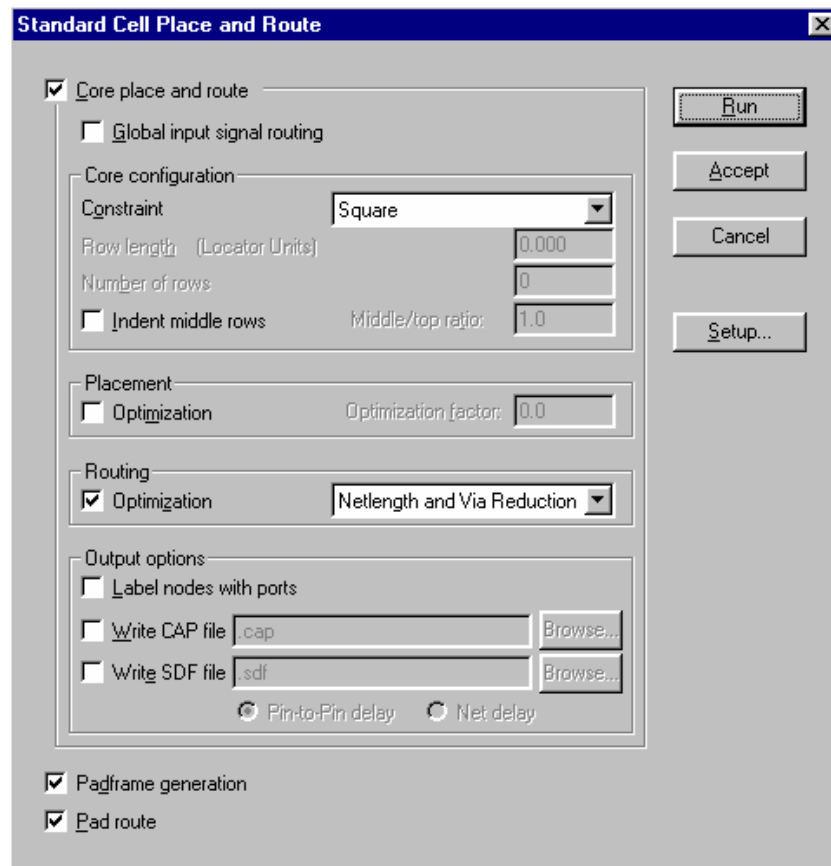 Standard Cell Place and Route
Core place and route
Run
Global input signal routing
Core configuration
Accept
Constraint Square
Row length (Locator Units) 0.000
Cancel
Number of rows 0
Indent middle rows Middle/top ratio: 1.0
Setup...
Placement
Optimization Optimization factor: 0.0
Routing
Optimization Netlength and Via Reduction
Output options
Label nodes with ports
Write CAP file .cap Browse...
Write SDF file .sdf Browse...
Pin-to-Pin delay Net delay
Padframe generation
Pad route